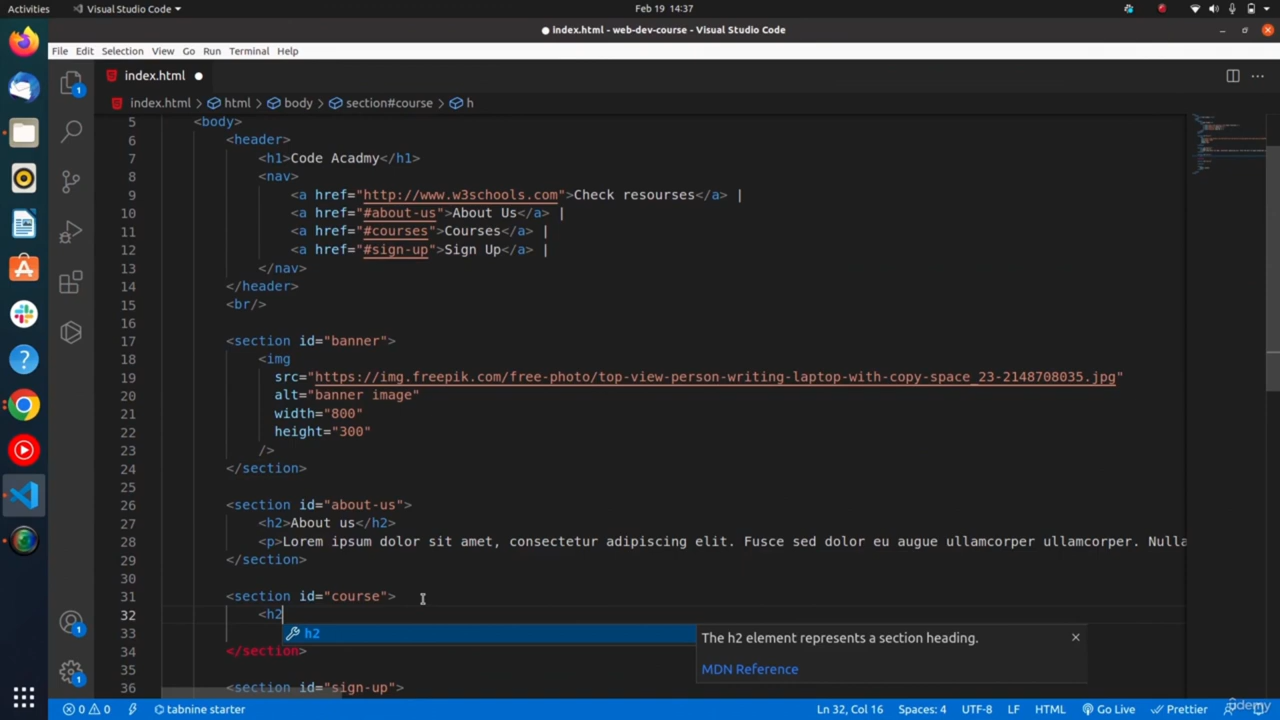 Activities
Visual Studio Code
Feb 19 14:37
index.html - web-dev-course - Visual Studio Code
File Edit Selection View Go Run Terminal Help
index.html
index.html > html > body > section#course > h
5 <body>
6 <header>
7 <h1>Code Acadmy</h1>
8 <nav>
9 <a href="http://www.w3schools.com">Check resourses</a> |
10 <a href="#about-us">About Us</a> |
11 <a href="#courses">Courses</a> |
12 <a href="#sign-up">Sign Up</a> |
13 </nav>
14 </header>
15 <br/>
16
17 <section id="banner">
18 <img
19 src="https://img.freepik.com/free-photo/top-view-person-writing-laptop-with-copy-space_23-2148708035.jpg"
20 alt="banner image"
21 width="800"
22 height="300"
23 />
24 </section>
25
26 <section id="about-us">
27 <h2>About us</h2>
28 <p>Lorem ipsum dolor sit amet, consectetur adipiscing elit. Fusce sed dolor eu augue ullamcorper ullamcorper. Nulla
29 </section>
30
31 <section id="course">
32 <h2
33 h2
The h2 element represents a section heading.
MDN Reference
34 </section>
35
36 <section id="sign-up">
1
1
0 0 tabnine starter
Ln 32, Col 16 Spaces: 4 UTF-8 LF HTML Go Live Prettier
udemy